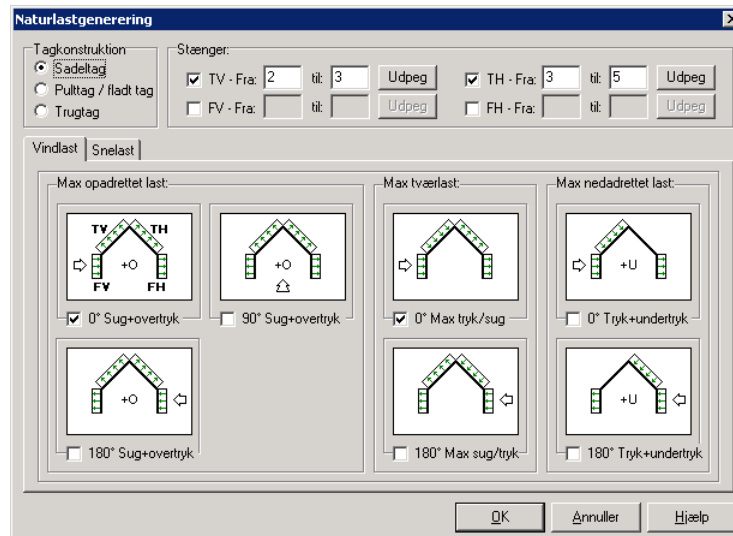 Naturlastgenerering
Tagkonstruktion
Sadeltag
Pulttag / fladt tag
Trugtag
Stænger:
TV - Fra: 2 til: 3 Udpeg
TH - Fra: 3 til: 5 Udpeg
FV - Fra: til: Udpeg
FH - Fra: til: Udpeg
Vindlast Snelast
Max opadrettet last:
TV TH
+O
FV FH
0° Sug+overtryk
+O
90° Sug+overtryk
+O
180° Sug+overtryk
Max tværlast:
0° Max tryk/sug
180° Max sug/tryk
Max nedadrettet last:
+U
0° Tryk+undertryk
+U
180° Tryk+undertryk
OK Annuller Hjælp